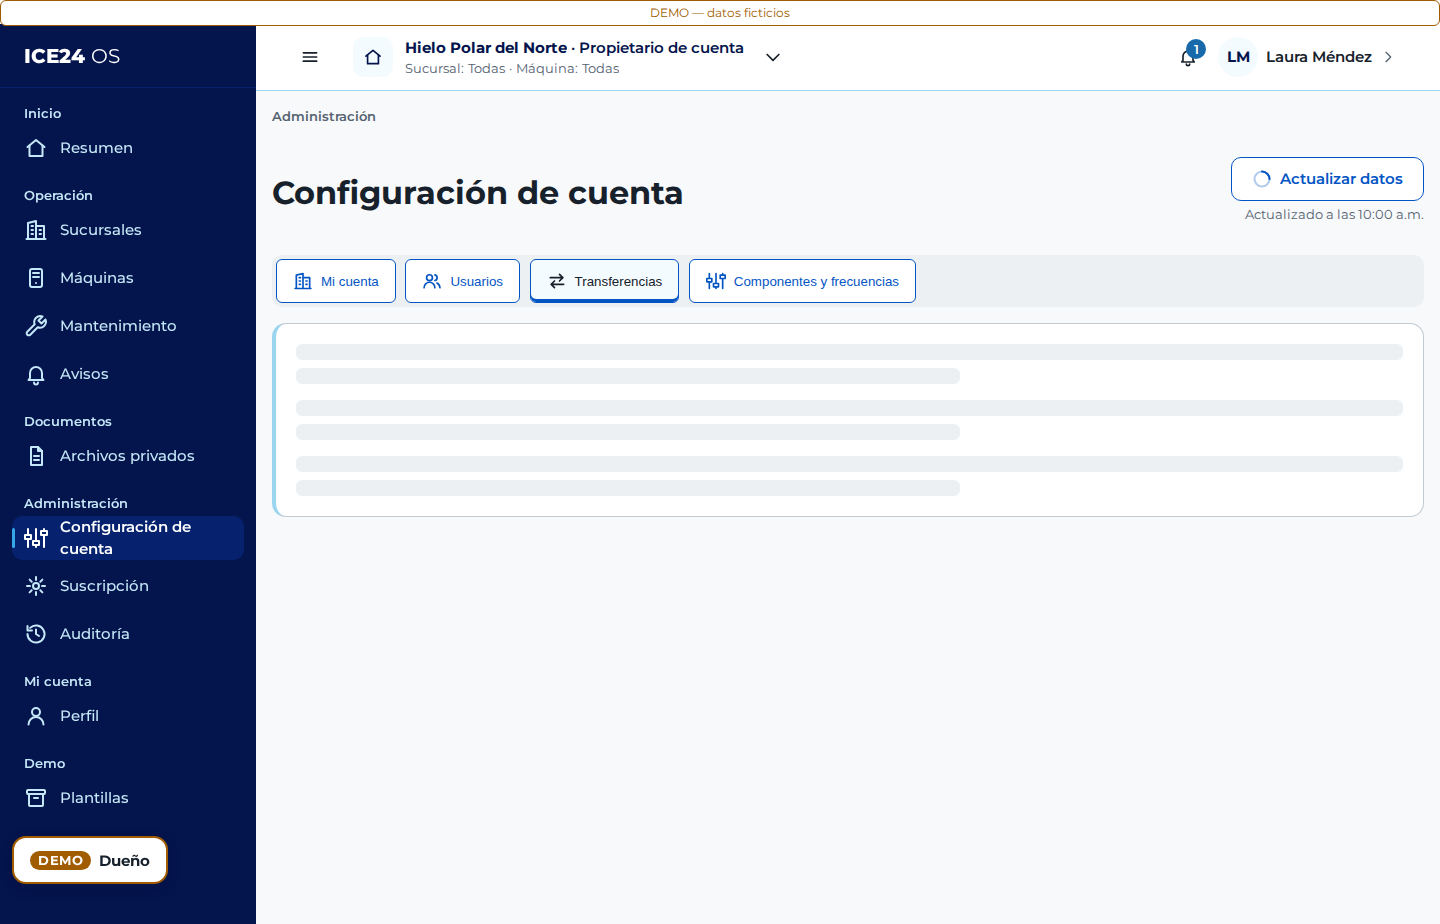 DEMO — datos ficticios
ICE24 OS
Inicio
Resumen
Operación
Sucursales
Máquinas
Mantenimiento
Avisos
Documentos
Archivos privados
Administración
Configuración de
cuenta
Suscripción
Auditoría
Mi cuenta
Perfil
Demo
Plantillas
DEMO Dueño
Hielo Polar del Norte · Propietario de cuenta
Sucursal: Todas · Máquina: Todas
1
LM Laura Méndez
Administración
Configuración de cuenta
Actualizar datos
Actualizado a las 10:00 a.m.
Mi cuenta
Usuarios
Transferencias
Componentes y frecuencias